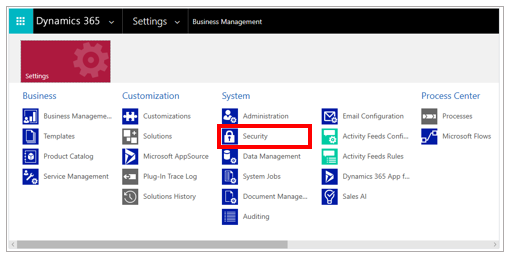 Dynamics 365 Settings Business Management
Settings
Business
Business Manageme...
Templates
Product Catalog
Service Management
Customization
Customizations
Solutions
Microsoft AppSource
Plug-In Trace Log
Solutions History
System
Administration
Security
Data Management
System Jobs
Document Manage...
Auditing
Email Configuration
Activity Feeds Confi...
Activity Feeds Rules
Dynamics 365 App f...
Sales AI
Process Center
Processes
Microsoft Flows